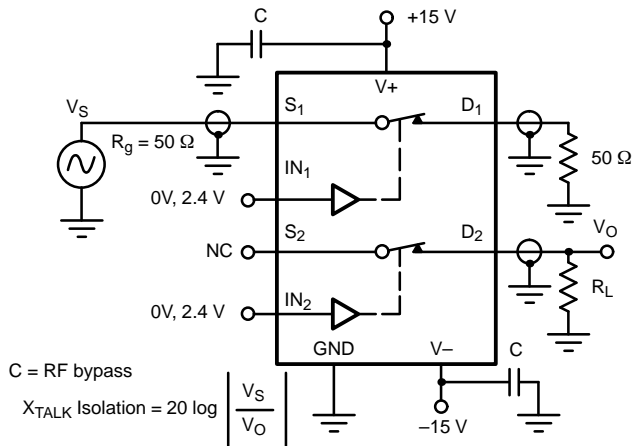 C
+15 V
V+
VS
S1
D1
Rg = 50 Ω
50 Ω
IN1
0V, 2.4 V
S2
D2
VO
NC
RL
IN2
0V, 2.4 V
GND
V–
C
C = RF bypass
XTALK Isolation = 20 log | VS / VO |
–15 V